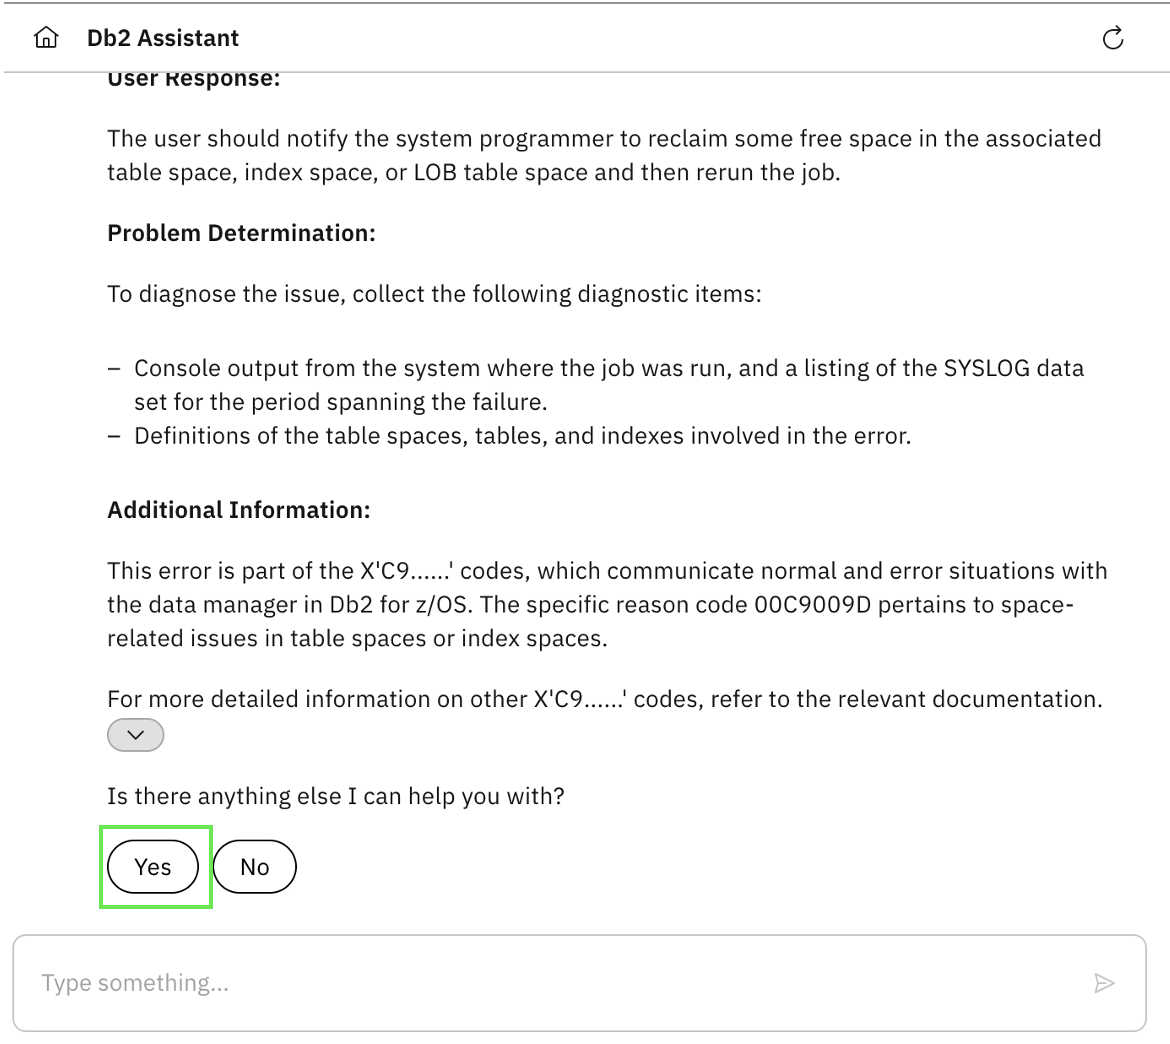 Db2 Assistant
User Response:
The user should notify the system programmer to reclaim some free space in the associated
table space, index space, or LOB table space and then rerun the job.
Problem Determination:
To diagnose the issue, collect the following diagnostic items:
– Console output from the system where the job was run, and a listing of the SYSLOG data
set for the period spanning the failure.
– Definitions of the table spaces, tables, and indexes involved in the error.
Additional Information:
This error is part of the X'C9......' codes, which communicate normal and error situations with
the data manager in Db2 for z/OS. The specific reason code 00C9009D pertains to space-
related issues in table spaces or index spaces.
For more detailed information on other X'C9......' codes, refer to the relevant documentation.
Is there anything else I can help you with?
Yes No
Type something...